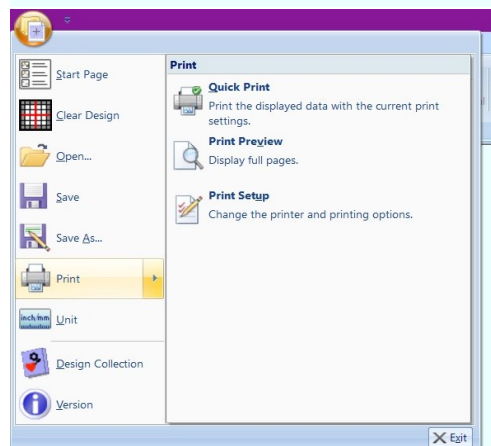 Print
Start Page
Quick Print
Print the displayed data with the current print
settings.
Clear Design
Print Preview
Display full pages.
Open...
Save
Print Setup
Change the printer and printing options.
Save As...
Print
inch/mm
Unit
Design Collection
Version
Exit